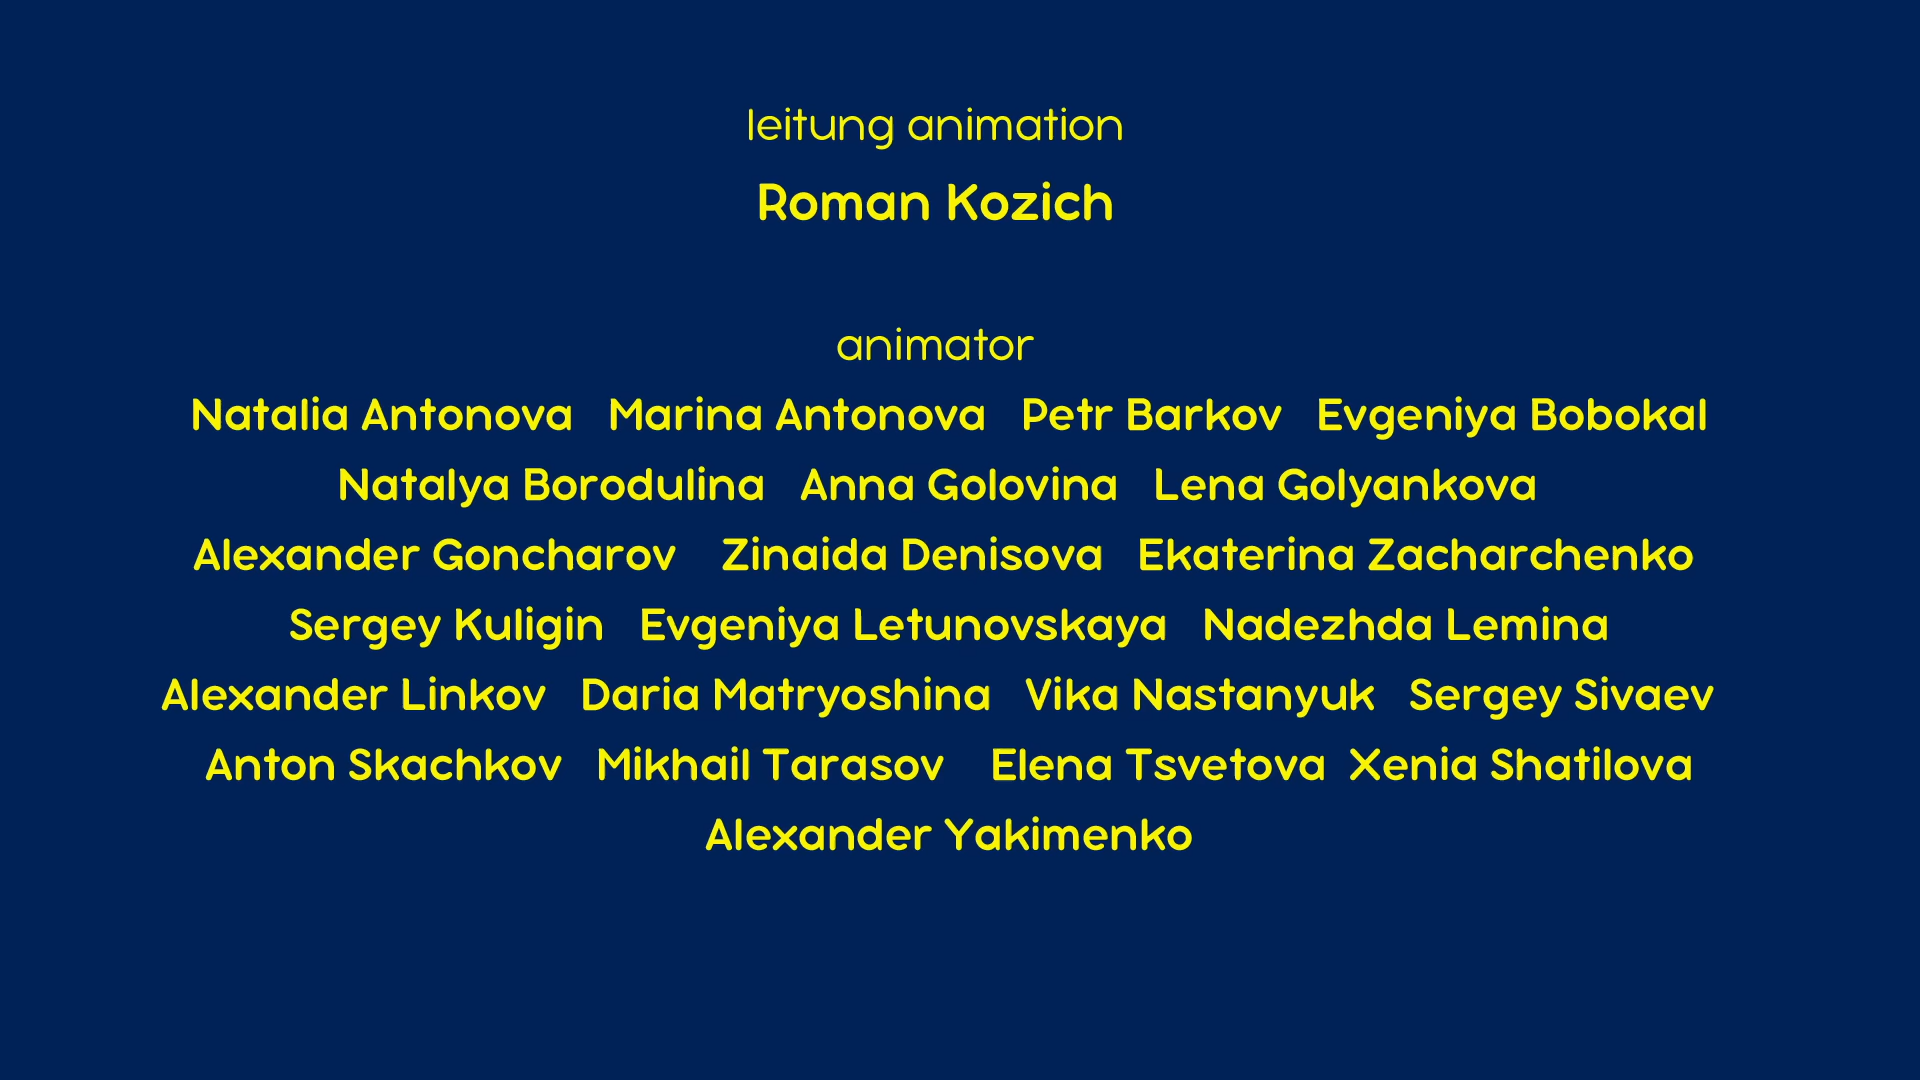 leitung animation
Roman Kozich
animator
Natalia Antonova Marina Antonova Petr Barkov Evgeniya Bobokal
Natalya Borodulina Anna Golovina Lena Golyankova
Alexander Goncharov Zinaida Denisova Ekaterina Zacharchenko
Sergey Kuligin Evgeniya Letunovskaya Nadezhda Lemina
Alexander Linkov Daria Matryoshina Vika Nastanyuk Sergey Sivaev
Anton Skachkov Mikhail Tarasov Elena Tsvetova Xenia Shatilova
Alexander Yakimenko